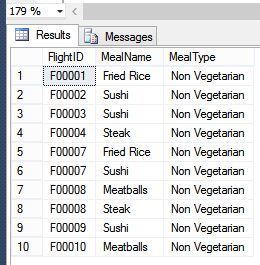 179 %
Results Messages
FlightID MealName MealType
1 F00001 Fried Rice Non Vegetarian
2 F00002 Sushi Non Vegetarian
3 F00003 Sushi Non Vegetarian
4 F00004 Steak Non Vegetarian
5 F00007 Fried Rice Non Vegetarian
6 F00007 Sushi Non Vegetarian
7 F00008 Meatballs Non Vegetarian
8 F00008 Steak Non Vegetarian
9 F00009 Sushi Non Vegetarian
10 F00010 Meatballs Non Vegetarian